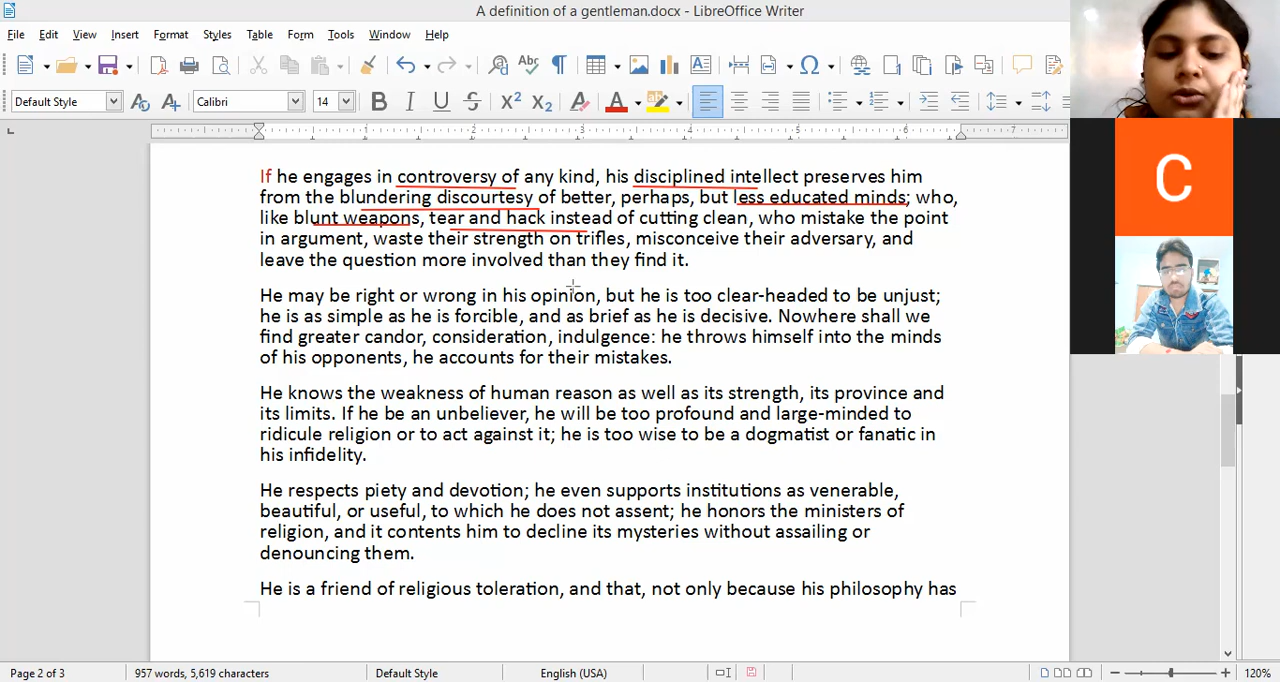 A definition of a gentleman.docx - LibreOffice Writer
File Edit View Insert Format Styles Table Form Tools Window Help
Default Style Calibri 14
1 2 3 4 5 6 7
If he engages in controversy of any kind, his disciplined intellect preserves him
from the blundering discourtesy of better, perhaps, but less educated minds; who,
like blunt weapons, tear and hack instead of cutting clean, who mistake the point
in argument, waste their strength on trifles, misconceive their adversary, and
leave the question more involved than they find it.
He may be right or wrong in his opinion, but he is too clear-headed to be unjust;
he is as simple as he is forcible, and as brief as he is decisive. Nowhere shall we
find greater candor, consideration, indulgence: he throws himself into the minds
of his opponents, he accounts for their mistakes.
He knows the weakness of human reason as well as its strength, its province and
its limits. If he be an unbeliever, he will be too profound and large-minded to
ridicule religion or to act against it; he is too wise to be a dogmatist or fanatic in
his infidelity.
He respects piety and devotion; he even supports institutions as venerable,
beautiful, or useful, to which he does not assent; he honors the ministers of
religion, and it contents him to decline its mysteries without assailing or
denouncing them.
He is a friend of religious toleration, and that, not only because his philosophy has
C
Page 2 of 3 957 words, 5,619 characters Default Style English (USA) 120%